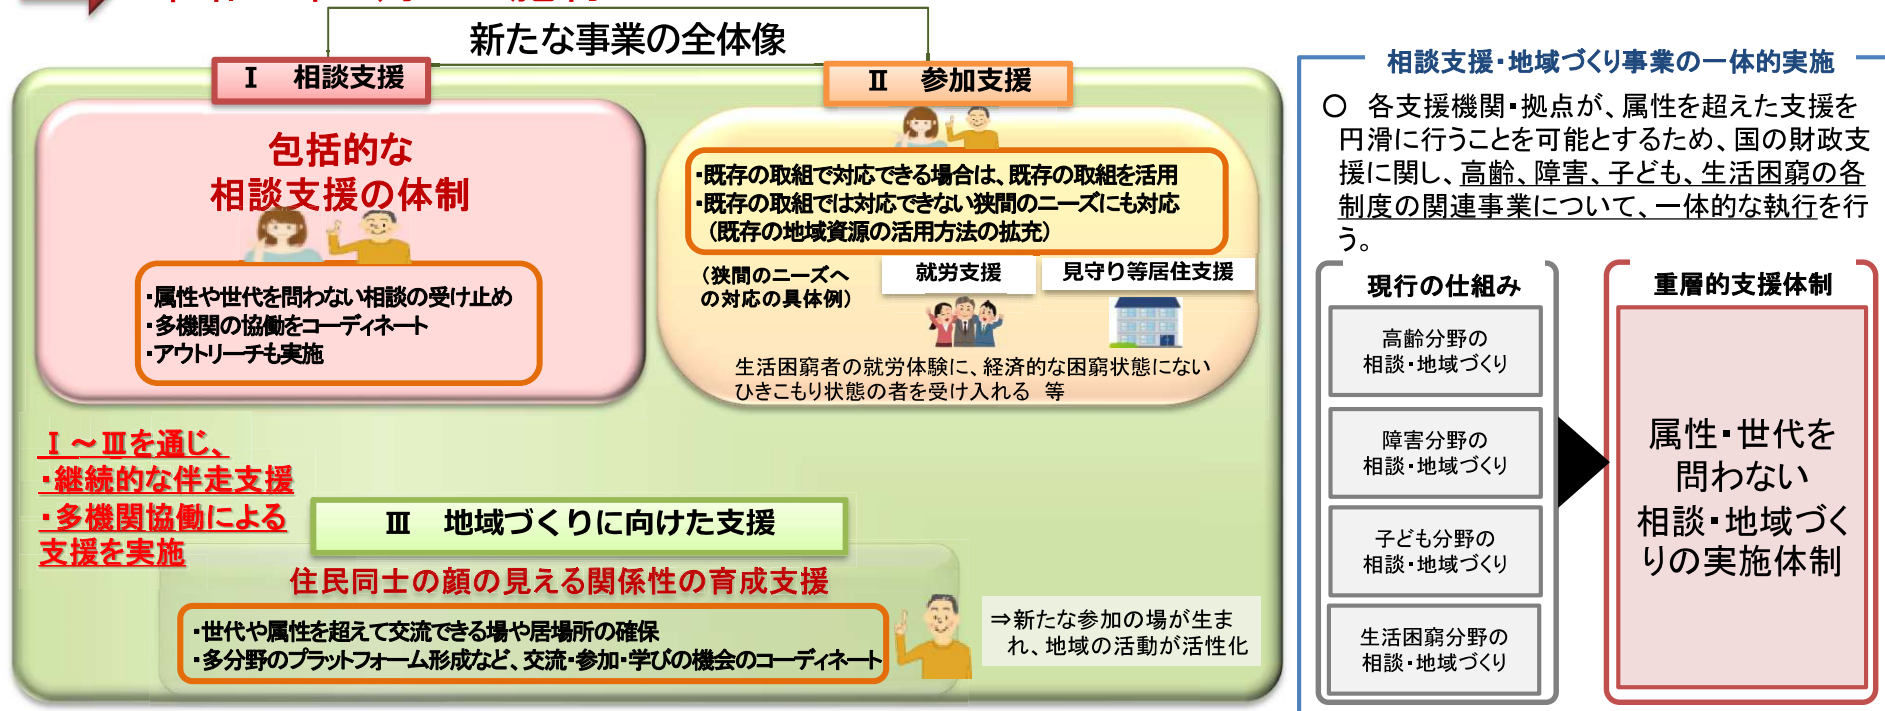 新たな事業の全体像
Ⅰ　相談支援
包括的な
相談支援の体制
・属性や世代を問わない相談の受け止め
・多機関の協働をコーディネート
・アウトリーチも実施
Ⅱ　参加支援
・既存の取組で対応できる場合は、既存の取組を活用
・既存の取組では対応できない狭間のニーズにも対応
（既存の地域資源の活用方法の拡充）
（狭間のニーズへ
の対応の具体例）
就労支援
見守り等居住支援
生活困窮者の就労体験に、経済的な困窮状態にない
ひきこもり状態の者を受け入れる　等
Ⅰ～Ⅲを通じ、
・継続的な伴走支援
・多機関協働による
支援を実施
Ⅲ　地域づくりに向けた支援
住民同士の顔の見える関係性の育成支援
・世代や属性を超えて交流できる場や居場所の確保
・多分野のプラットフォーム形成など、交流・参加・学びの機会のコーディネート
⇒新たな参加の場が生ま
れ、地域の活動が活性化
相談支援・地域づくり事業の一体的実施
〇　各支援機関・拠点が、属性を超えた支援を
円滑に行うことを可能とするため、国の財政支
援に関し、高齢、障害、子ども、生活困窮の各
制度の関連事業について、一体的な執行を行
う。
現行の仕組み
高齢分野の
相談・地域づくり
障害分野の
相談・地域づくり
子ども分野の
相談・地域づくり
生活困窮分野の
相談・地域づくり
重層的支援体制
属性・世代を
問わない
相談・地域づく
りの実施体制